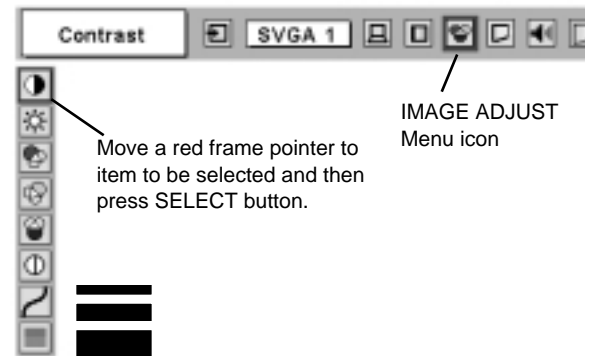 Contrast
SVGA 1
IMAGE ADJUST
Menu icon
Move a red frame pointer to
item to be selected and then
press SELECT button.